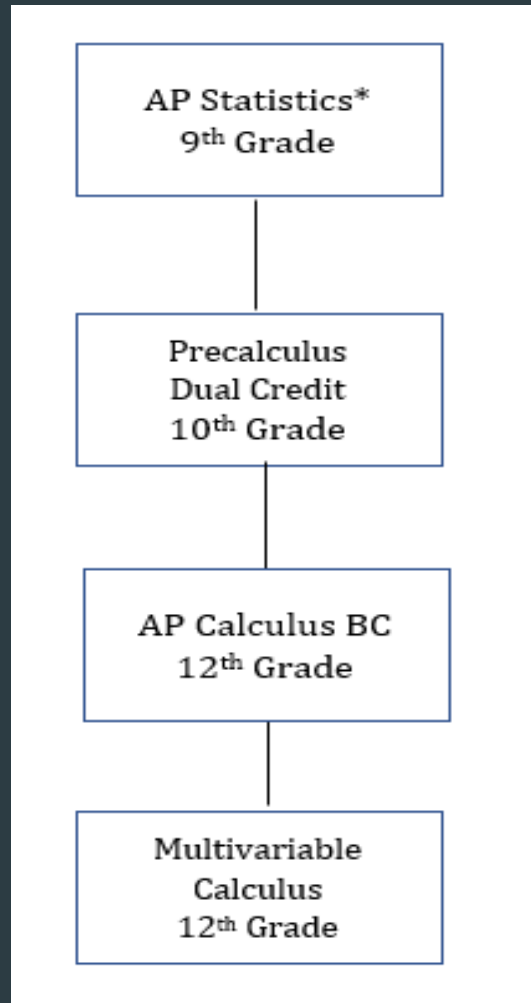 AP Statistics*
9th Grade
Precalculus
Dual Credit
10th Grade
AP Calculus BC
12th Grade
Multivariable
Calculus
12th Grade